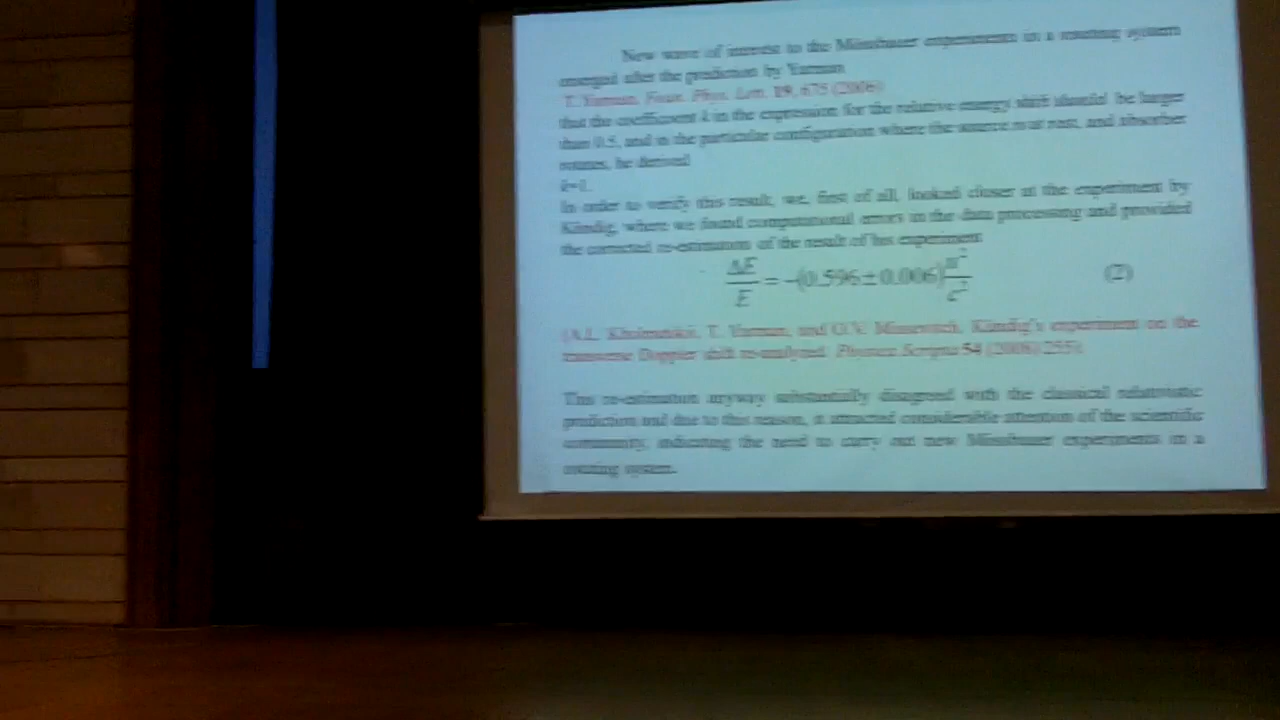 New wave of interest to the Mössbauer experiments in a rotating system
emerged after the prediction by Yarman
T. Yarman, Found. Phys. Lett. 19, 675 (2006)
that the coefficient k in the expression for the relative energy shift should be larger
than 0.5, and in the particular configuration where the source is at rest, and absorber
rotates, he derived
k=1.
In order to verify this result, we, first of all, looked closer at the experiment by
Kündig, where we found computational errors in the data processing and provided
the corrected re-estimation of the result of his experiment:
ΔE/E = -(0.596±0.006) u²/c² (2)
(A.L. Kholmetskii, T. Yarman, and O.V. Missevitch, Kündig's experiment on the
transverse Doppler shift re-analyzed. Physica Scripta (2008)
This re-estimation anyway substantially disagreed with the classical relativistic
prediction and due to this reason, it attracted considerable attention of the scientific
community, indicating the need to carry out new Mössbauer experiments in a
rotating system.